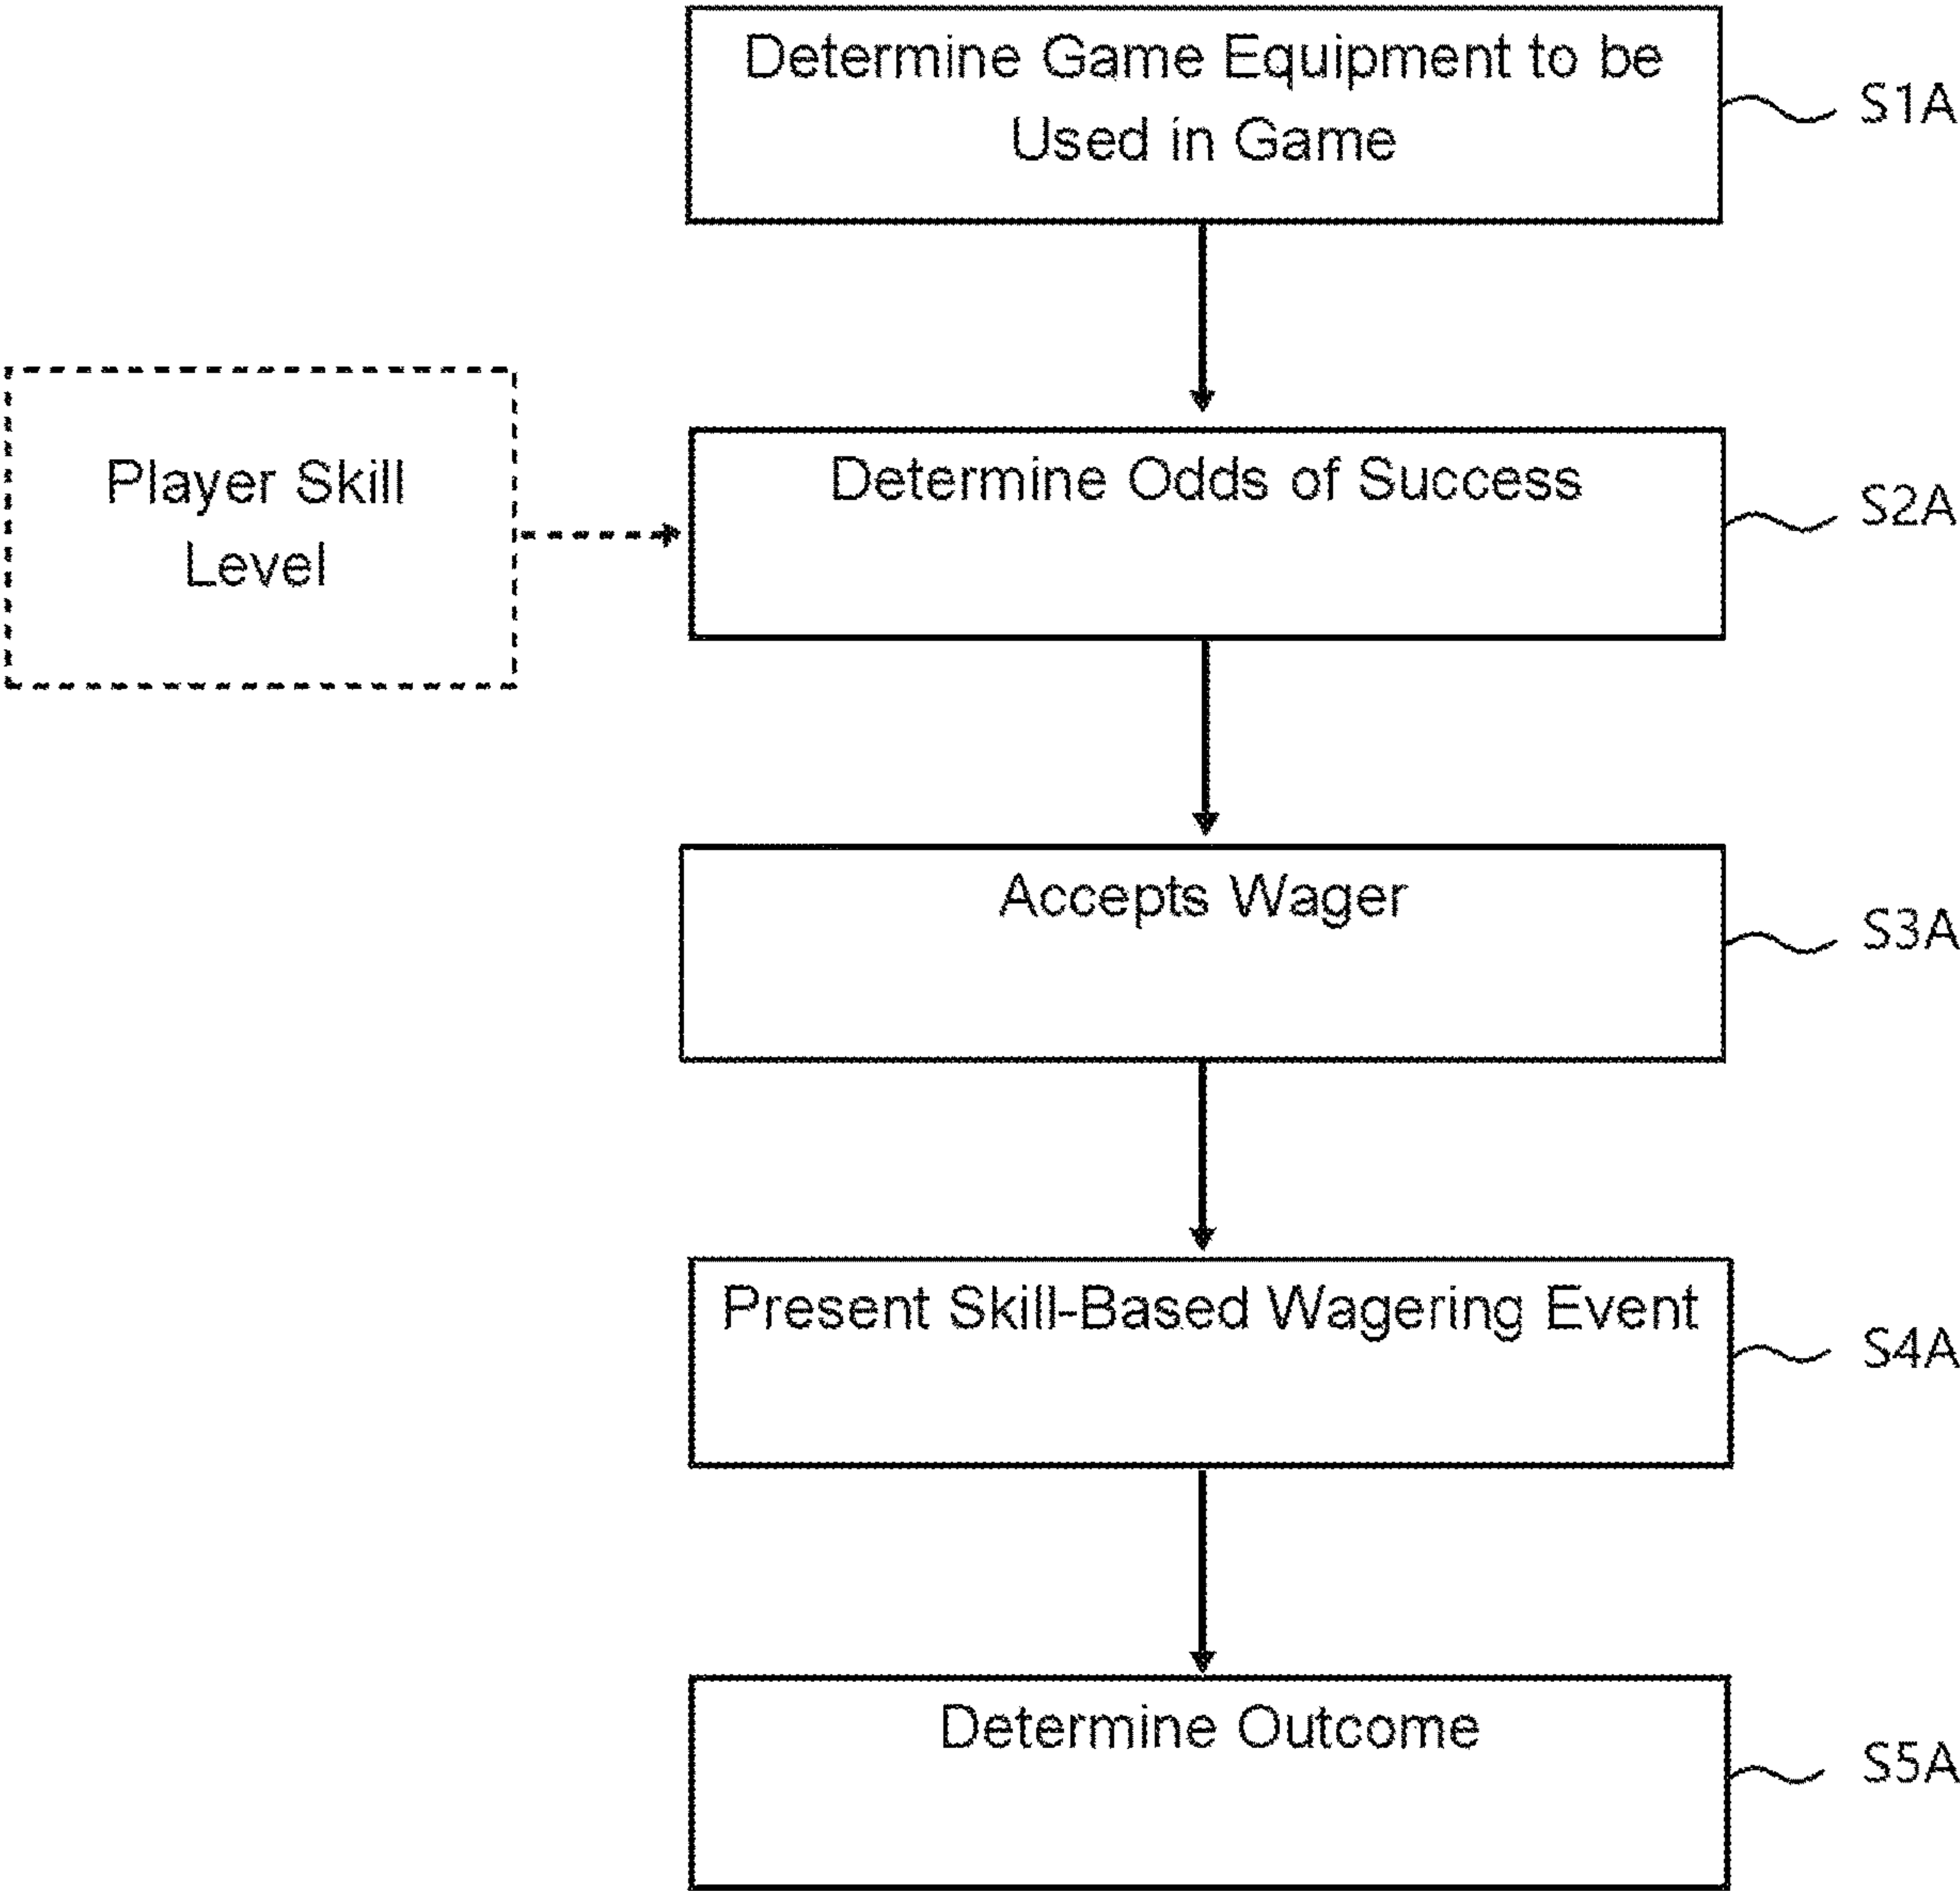 Determine Game Equipment to be
Used in Game
S1A
Player Skill
Level
Determine Odds of Success
S2A
Accepts Wager
S3A
Present Skill-Based Wagering Event
S4A
Determine Outcome
S5A